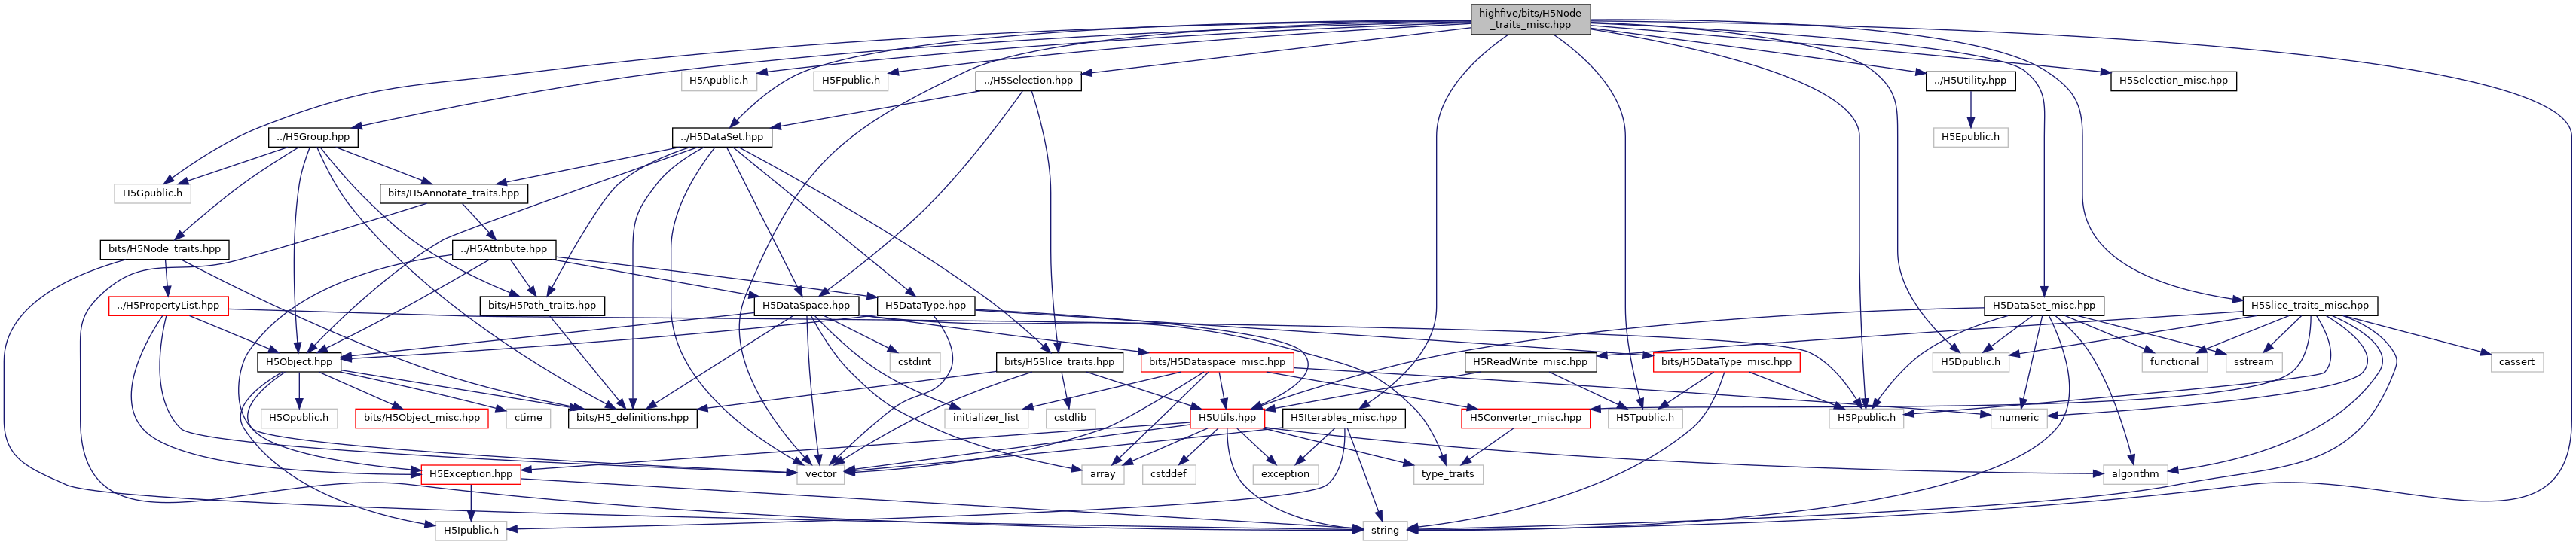 highfive/bits/H5Node
_traits_misc.hpp
H5Apublic.h
H5Fpublic.h
../H5Selection.hpp
../H5Utility.hpp
H5Selection_misc.hpp
../H5Group.hpp
../H5DataSet.hpp
H5Epublic.h
H5Gpublic.h
bits/H5Annotate_traits.hpp
bits/H5Node_traits.hpp
../H5Attribute.hpp
../H5PropertyList.hpp
bits/H5Path_traits.hpp
H5DataSpace.hpp
H5DataType.hpp
H5DataSet_misc.hpp
H5Slice_traits_misc.hpp
H5Object.hpp
cstdint
bits/H5Slice_traits.hpp
bits/H5Dataspace_misc.hpp
H5ReadWrite_misc.hpp
bits/H5DataType_misc.hpp
H5Dpublic.h
functional
sstream
cassert
H5Opublic.h
bits/H5Object_misc.hpp
ctime
bits/H5_definitions.hpp
initializer_list
cstdlib
H5Utils.hpp
H5Iterables_misc.hpp
H5Converter_misc.hpp
H5Tpublic.h
H5Ppublic.h
numeric
H5Exception.hpp
vector
array
cstddef
exception
type_traits
algorithm
H5Ipublic.h
string